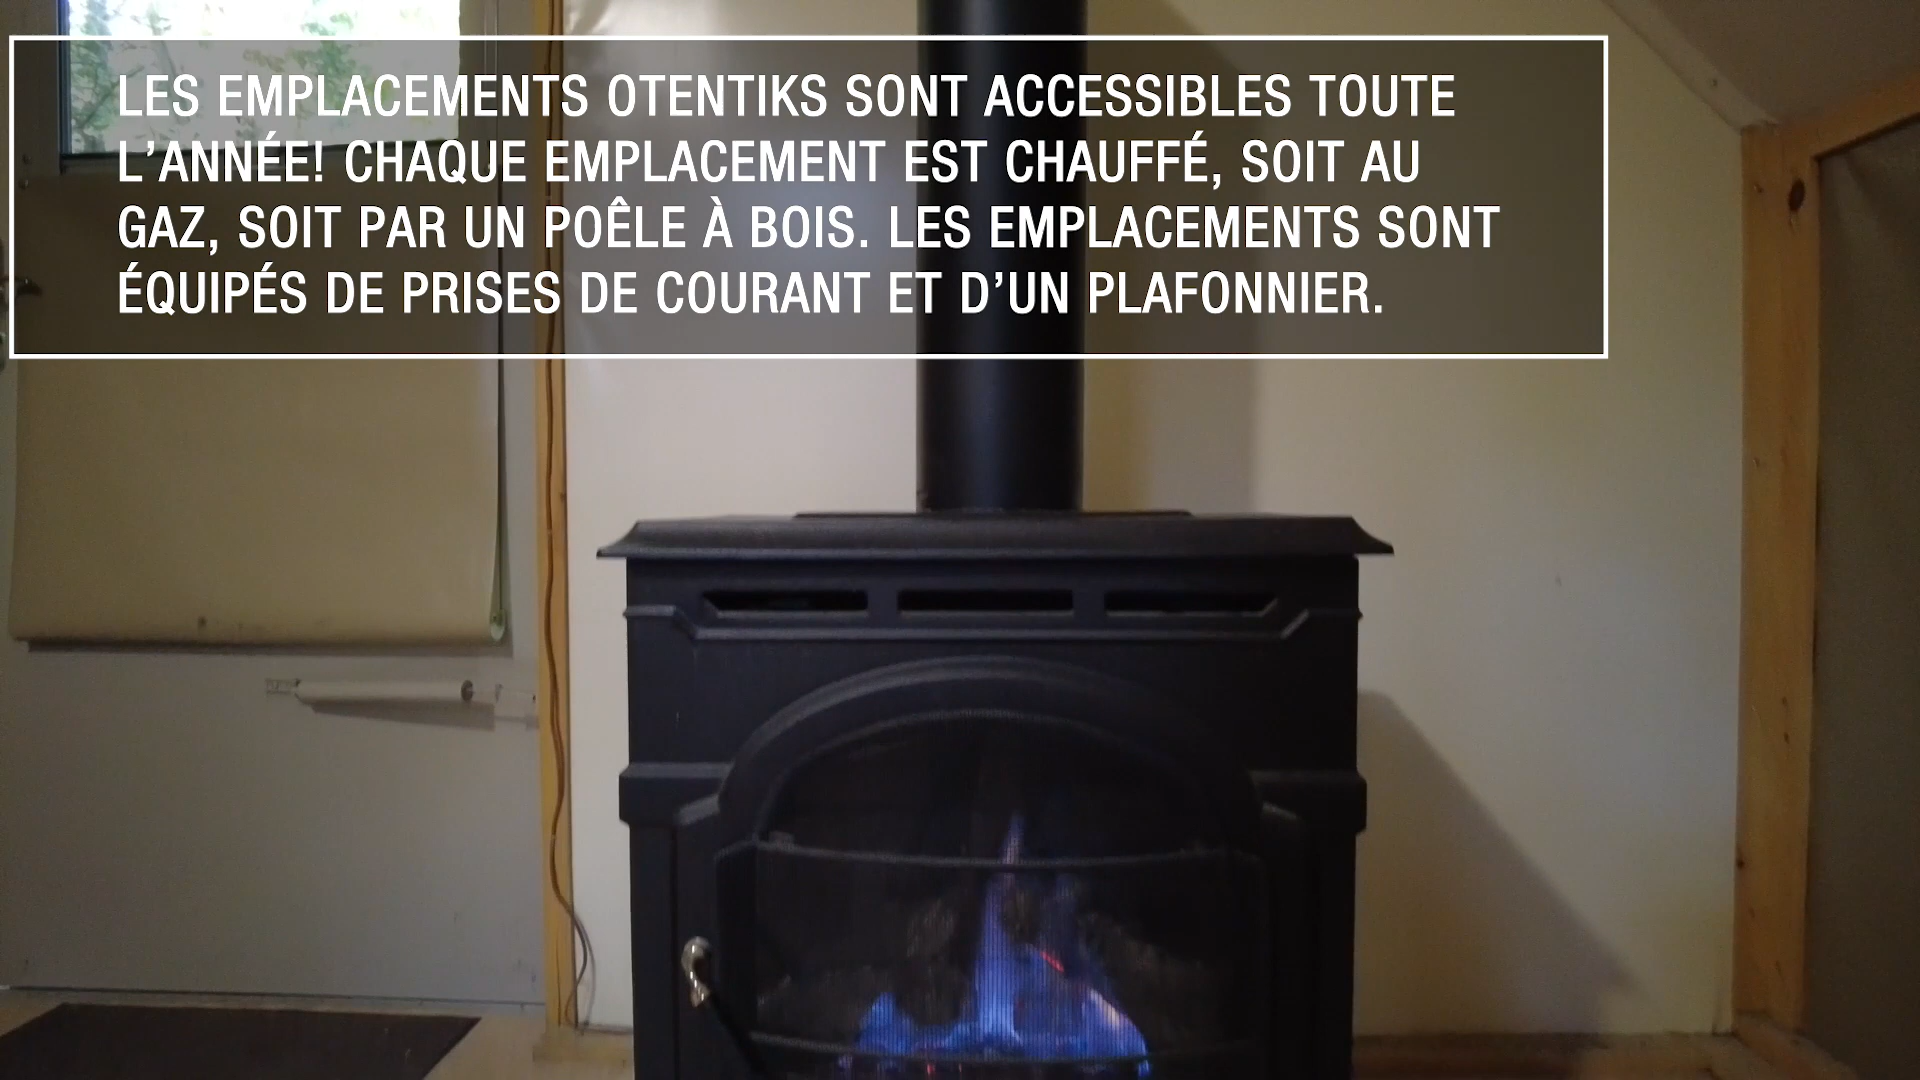 LES EMPLACEMENTS OTENTIKS SONT ACCESSIBLES TOUTE
L’ANNÉE! CHAQUE EMPLACEMENT EST CHAUFFÉ, SOIT AU
GAZ, SOIT PAR UN POÊLE À BOIS. LES EMPLACEMENTS SONT
ÉQUIPÉS DE PRISES DE COURANT ET D’UN PLAFONNIER.